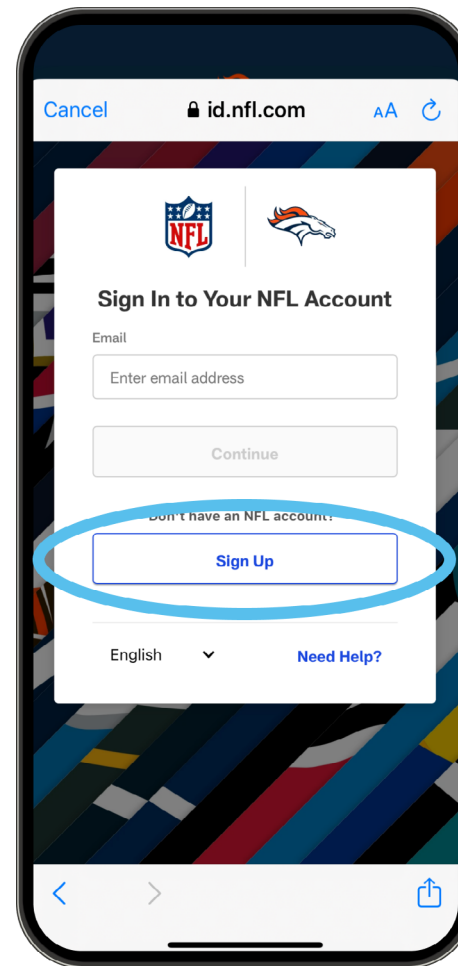 Cancel id.nfl.com AA
NFL
Sign In to Your NFL Account
Email
Enter email address
Continue
Don't have an NFL account?
Sign Up
English Need Help?